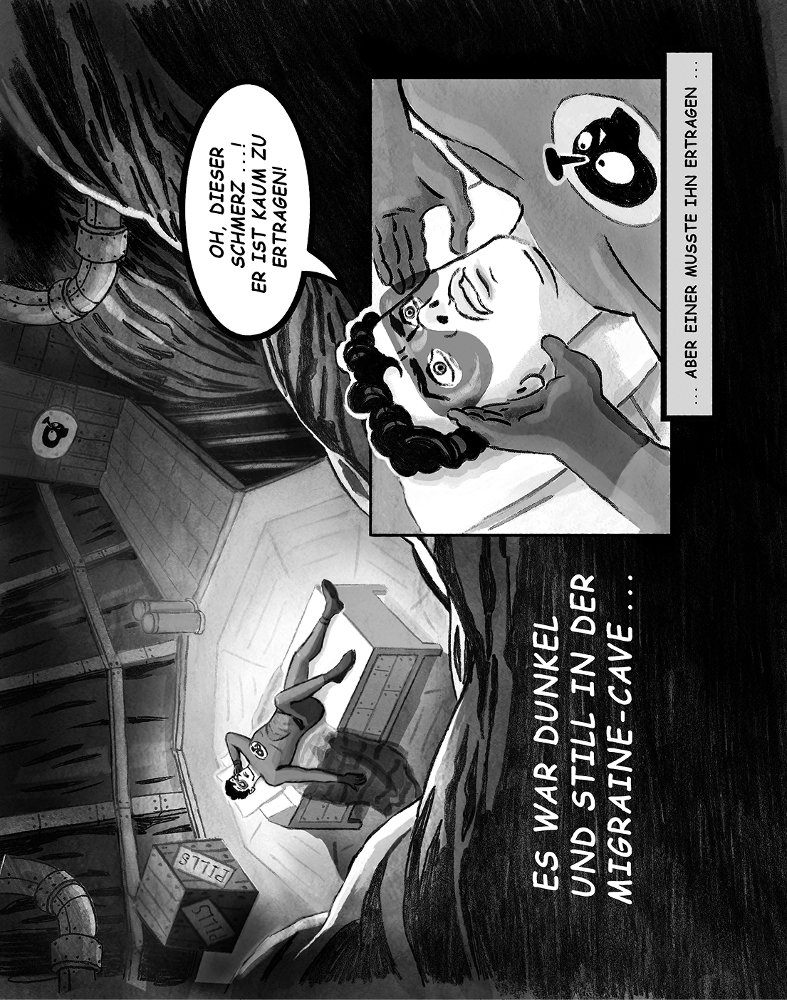 PILLS
PILLS
OH, DIESER
SCHMERZ ...!
ER IST KAUM ZU
ERTRAGEN!
ES WAR DUNKEL
UND STILL IN DER
MIGRAINE-CAVE ...
... ABER EINER MUSSTE IHN ERTRAGEN ...